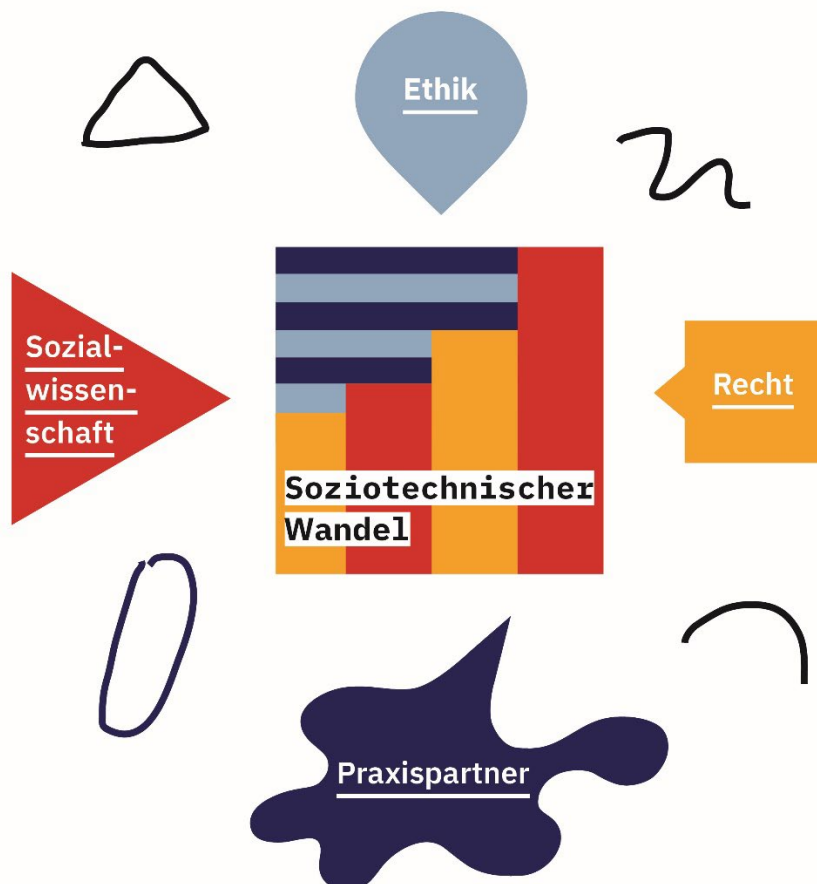 Ethik
Sozial-
wissen-
schaft
Recht
Soziotechnischer
Wandel
Praxispartner